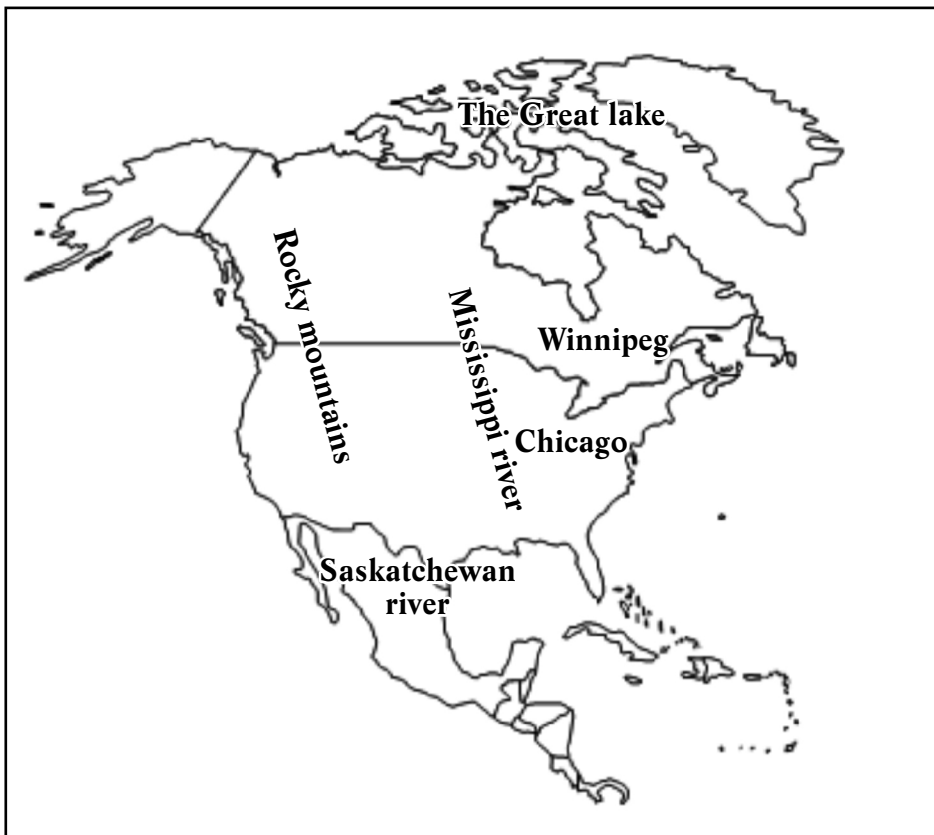 The Great lake
Rocky mountains
Mississippi river
Winnipeg
Chicago
Saskatchewan
river